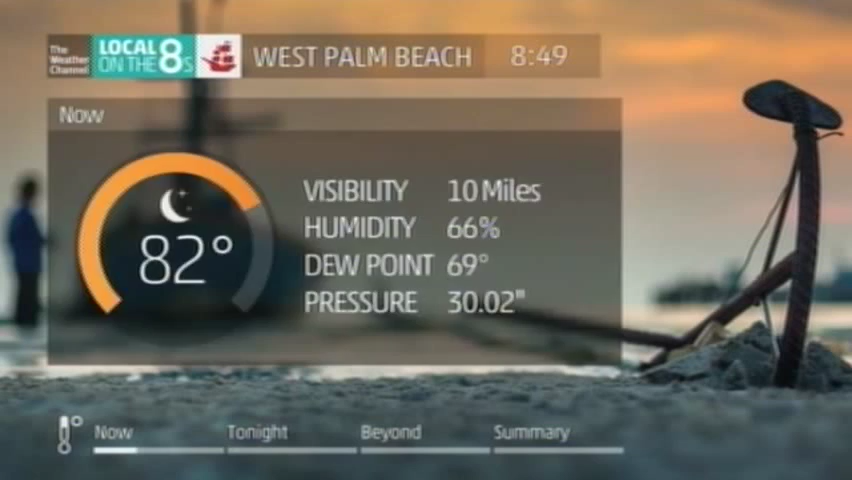 The
Weather
Channel
LOCAL
ON THE 8s
WEST PALM BEACH 8:49
Now
82°
VISIBILITY 10 Miles
HUMIDITY 66%
DEW POINT 69°
PRESSURE 30.02"
Now Tonight Beyond Summary